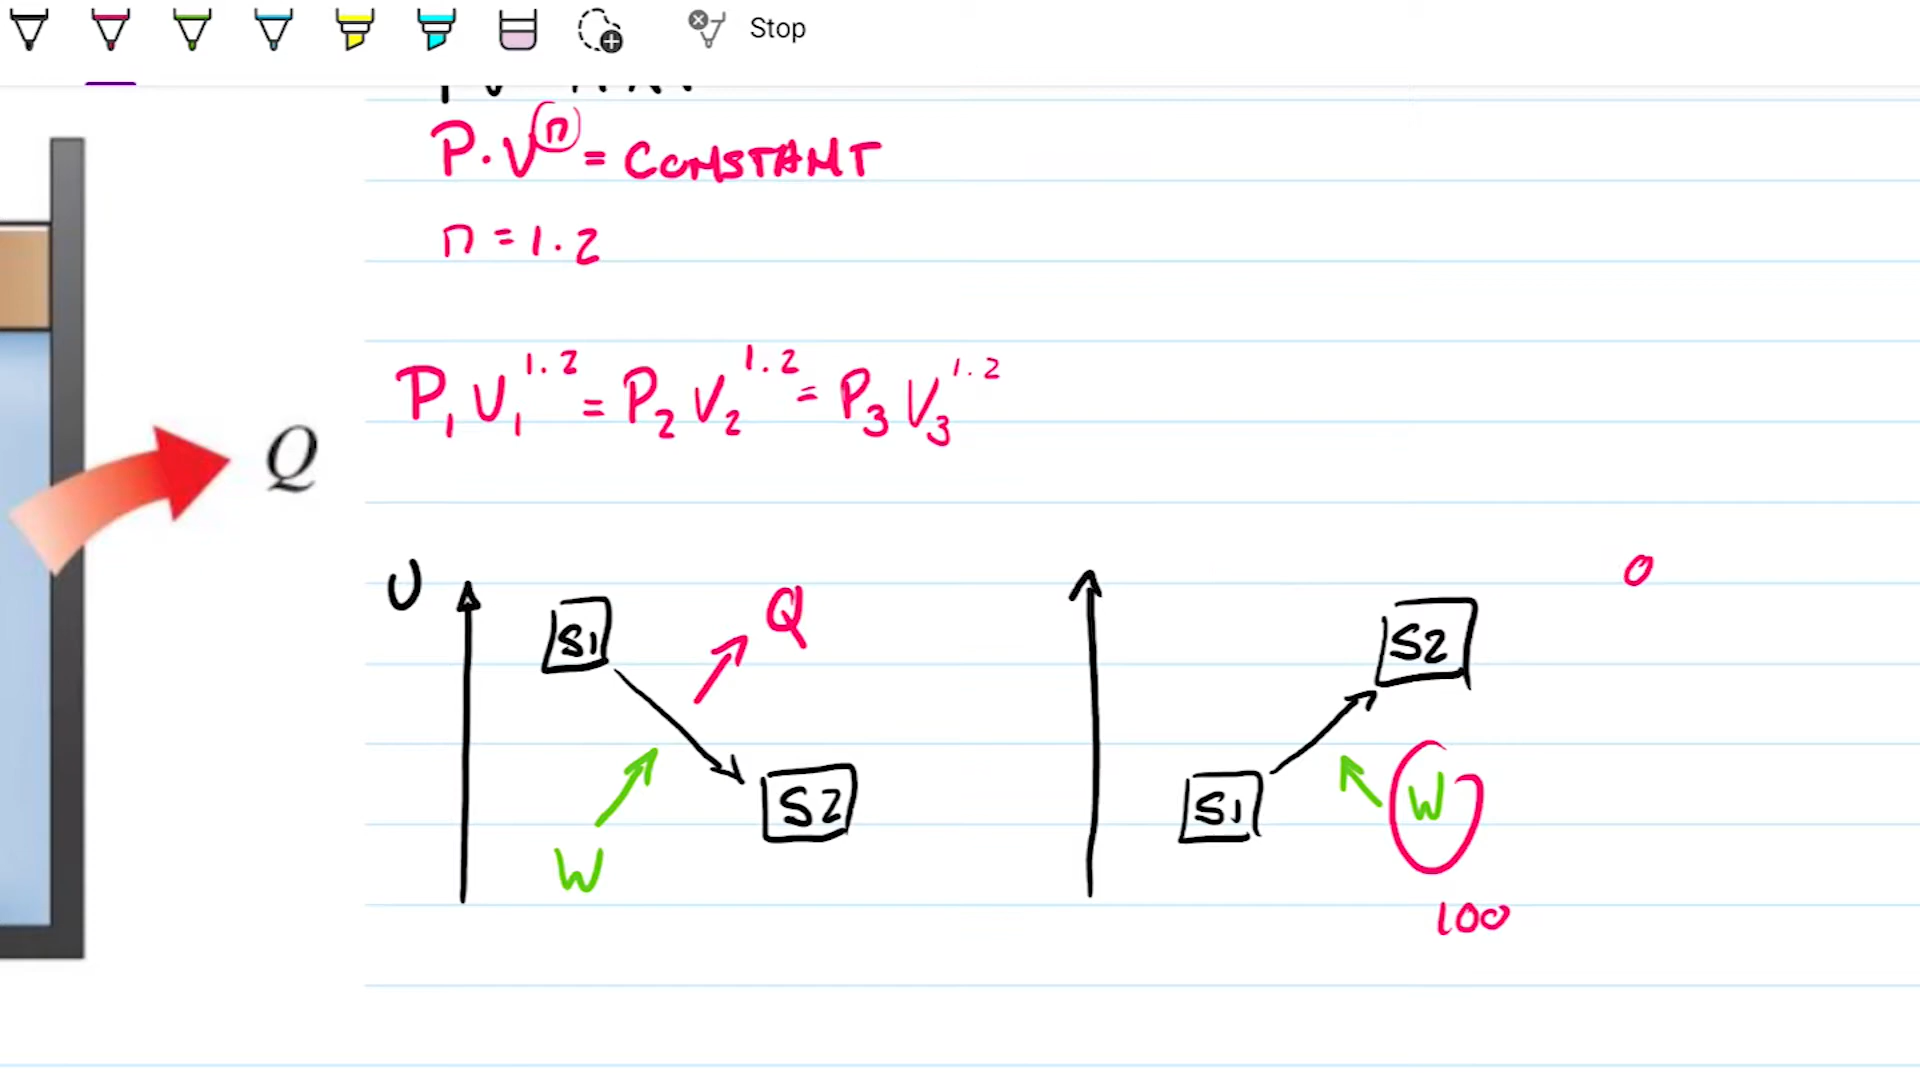 Stop
P·V^n = CONSTANT
n = 1.2
P₁V₁^1.2 = P₂V₂^1.2 = P₃V₃^1.2
Q
U
S1
Q
S2
W
S2
S1
W
100
0